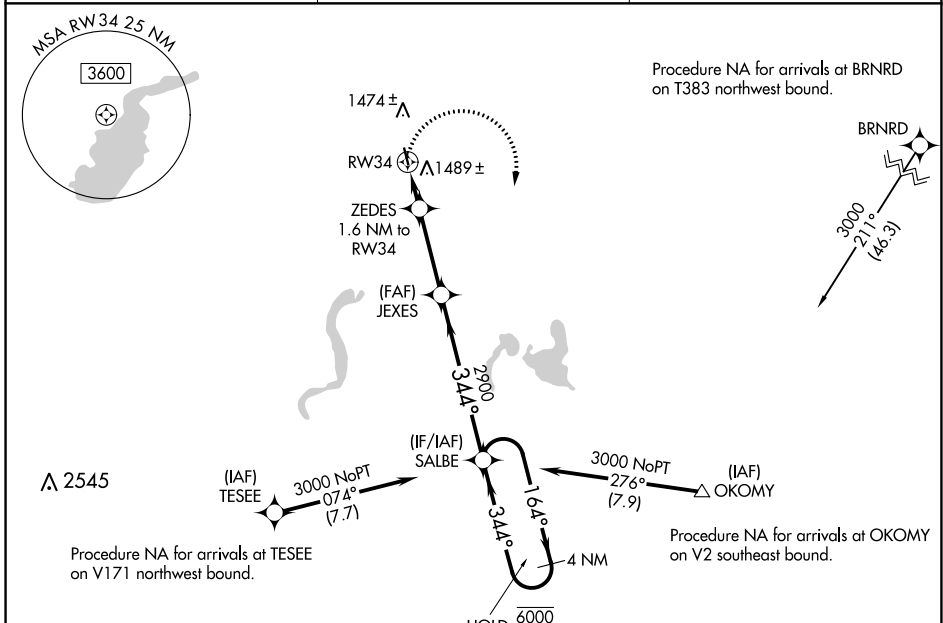 MSA RW34 25 NM
3600
Procedure NA for arrivals at BRNRD
on T383 northwest bound.
1474 ±
BRNRD
RW34
1489 ±
ZEDES
1.6 NM to
RW34
3000
211°
(46.3)
(FAF)
JEXES
2900
344°
(IF/IAF)
SALBE
2545
(IAF)
TESEE
3000 NoPT
074°
(7.7)
3000 NoPT
276°
(7.9)
(IAF)
OKOMY
344°
164°
Procedure NA for arrivals at TESEE
on V171 northwest bound.
Procedure NA for arrivals at OKOMY
on V2 southeast bound.
4 NM
HOLD 6000